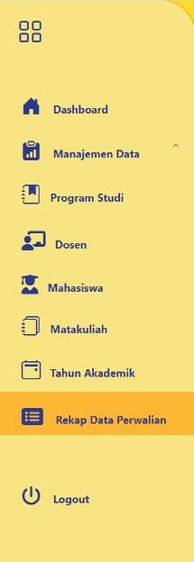 Dashboard
Manajemen Data
Program Studi
Dosen
Mahasiswa
Matakuliah
Tahun Akademik
Rekap Data Perwalian
Logout